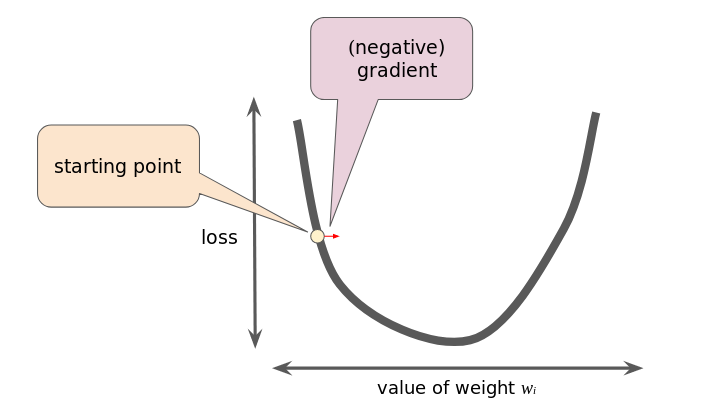 (negative)
gradient
starting point
loss
value of weight wᵢ